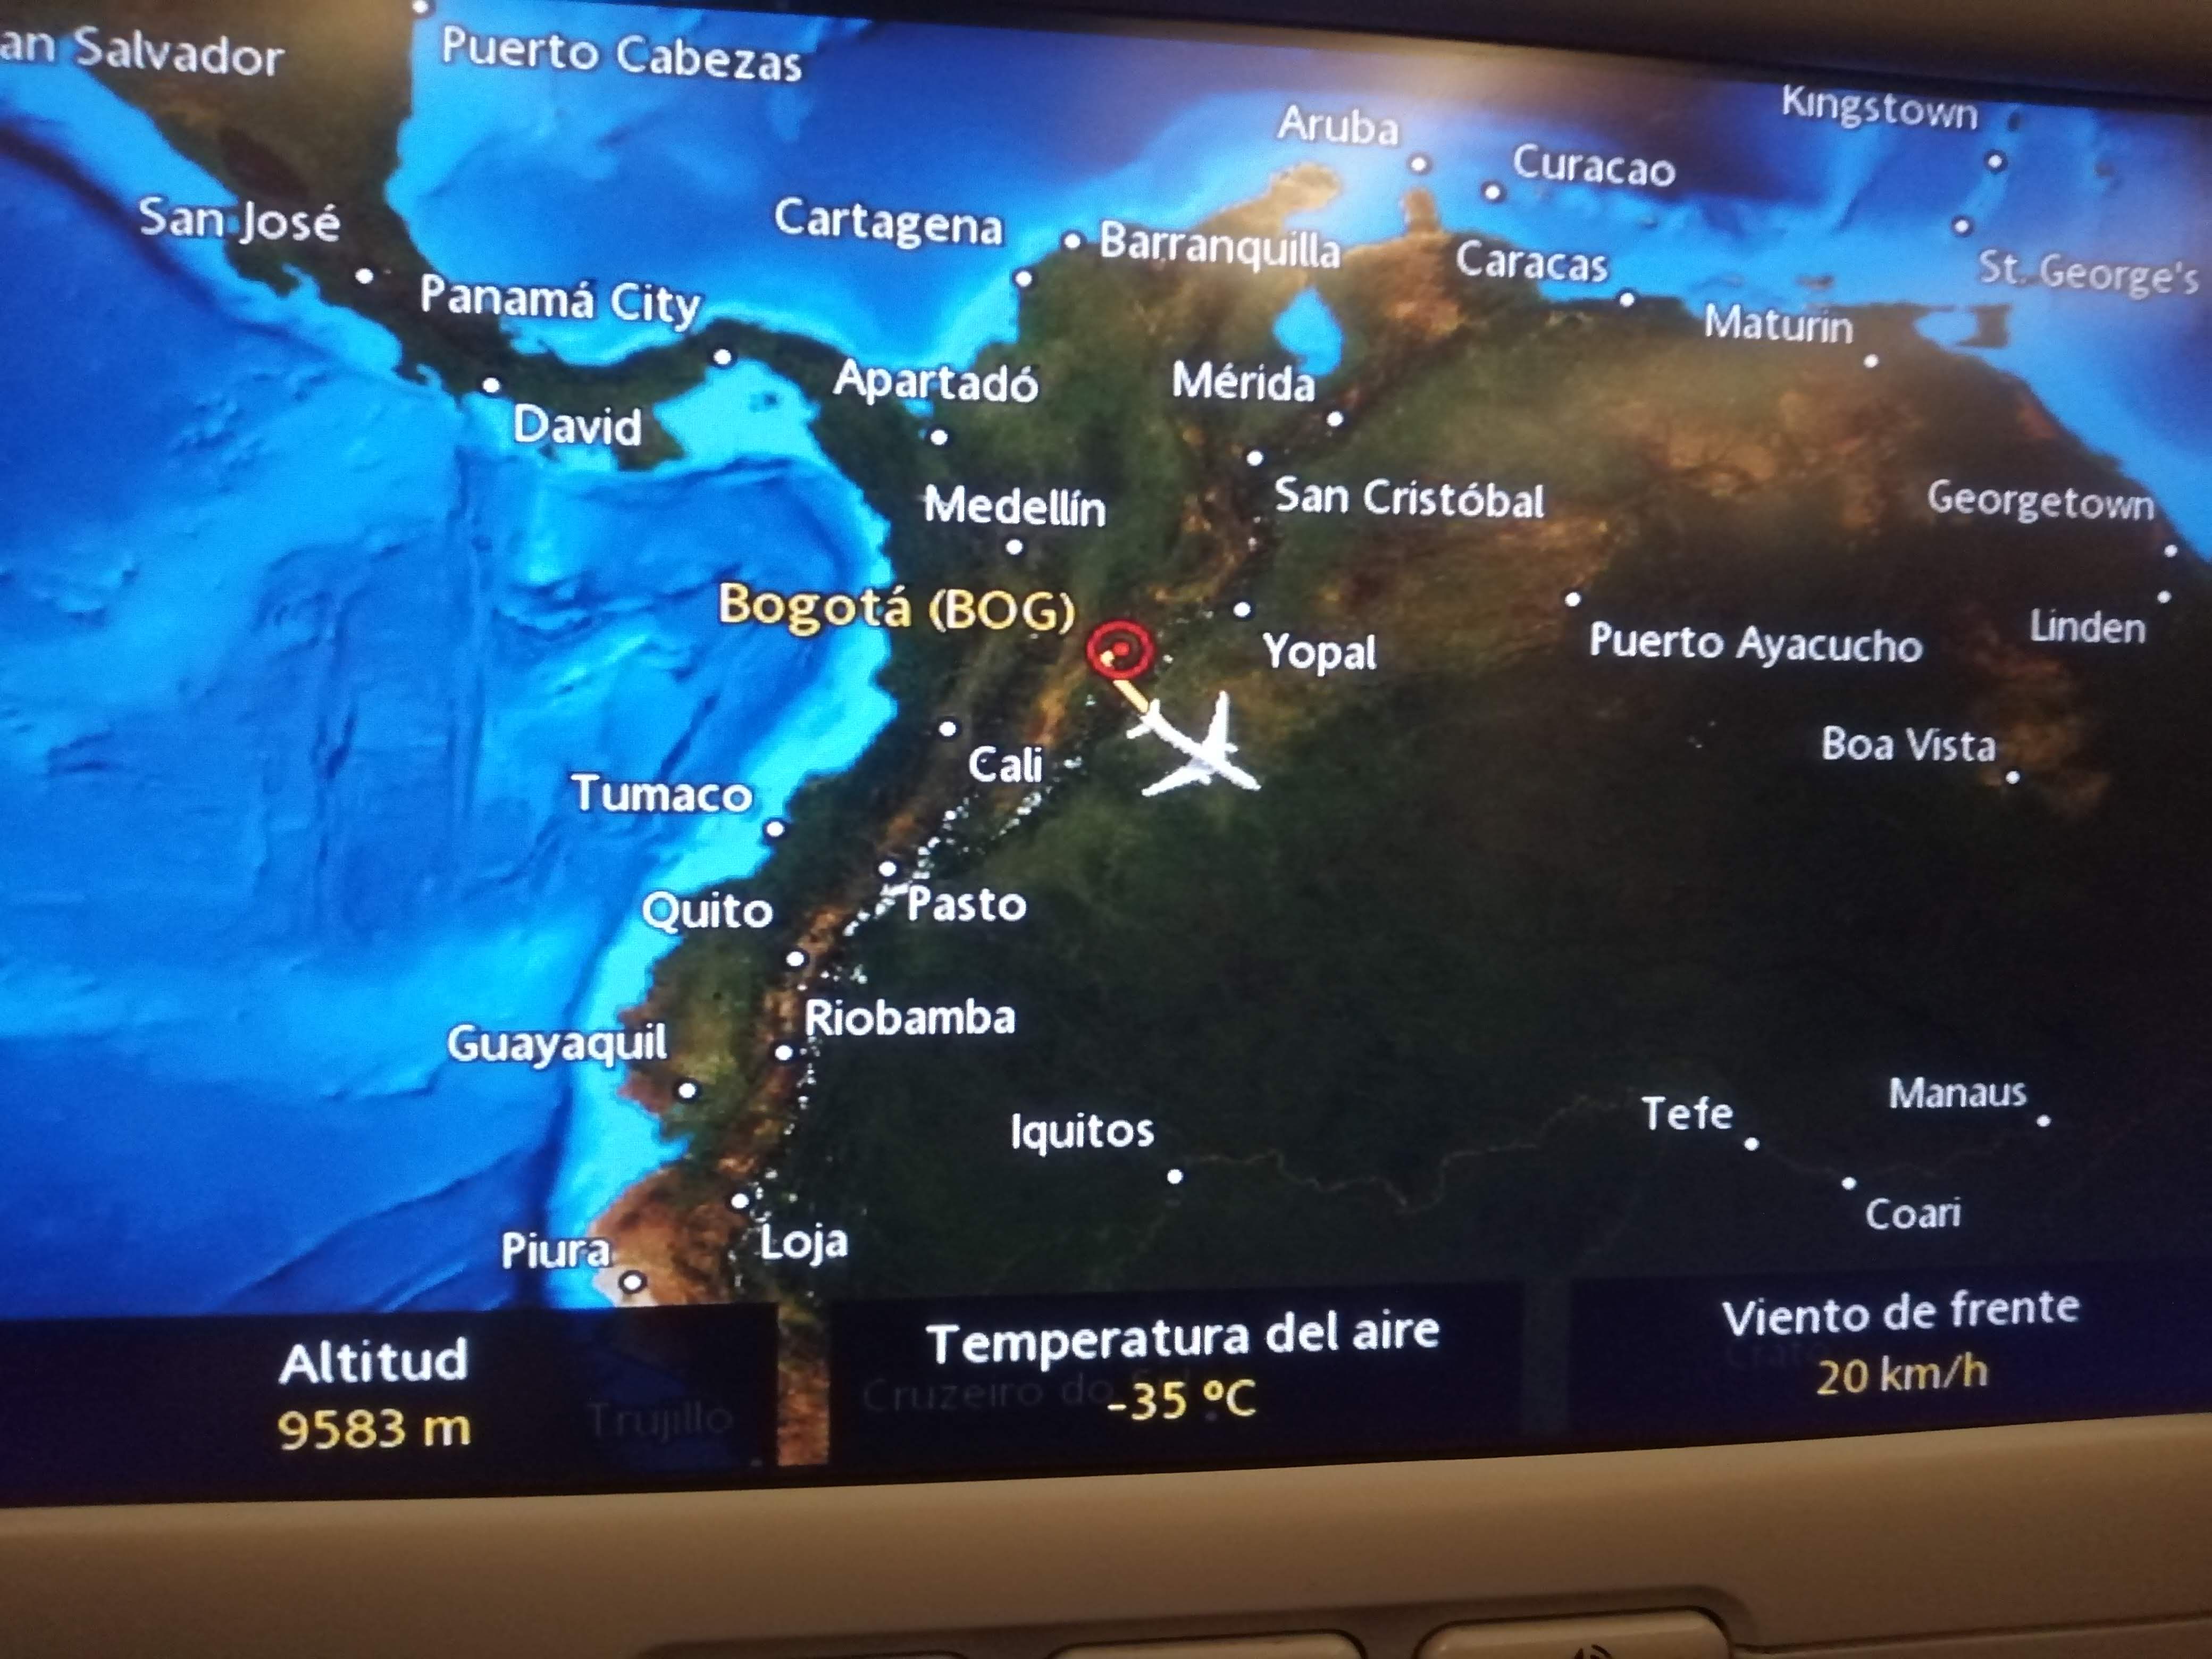 an Salvador
Puerto Cabezas
Kingstown
Aruba
Curacao
San José
Cartagena
Barranquilla
Caracas
St. George's
Panamá City
Maturin
Apartadó
Mérida
David
Medellín
San Cristóbal
Georgetown
Bogotá (BOG)
Yopal
Puerto Ayacucho
Linden
Cali
Boa Vista
Tumaco
Quito
Pasto
Riobamba
Guayaquil
Iquitos
Tefe
Manaus
Coari
Piura
Loja
Altitud
9583 m
Trujillo
Temperatura del aire
Cruzeiro do
-35 ºC
Viento de frente
20 km/h